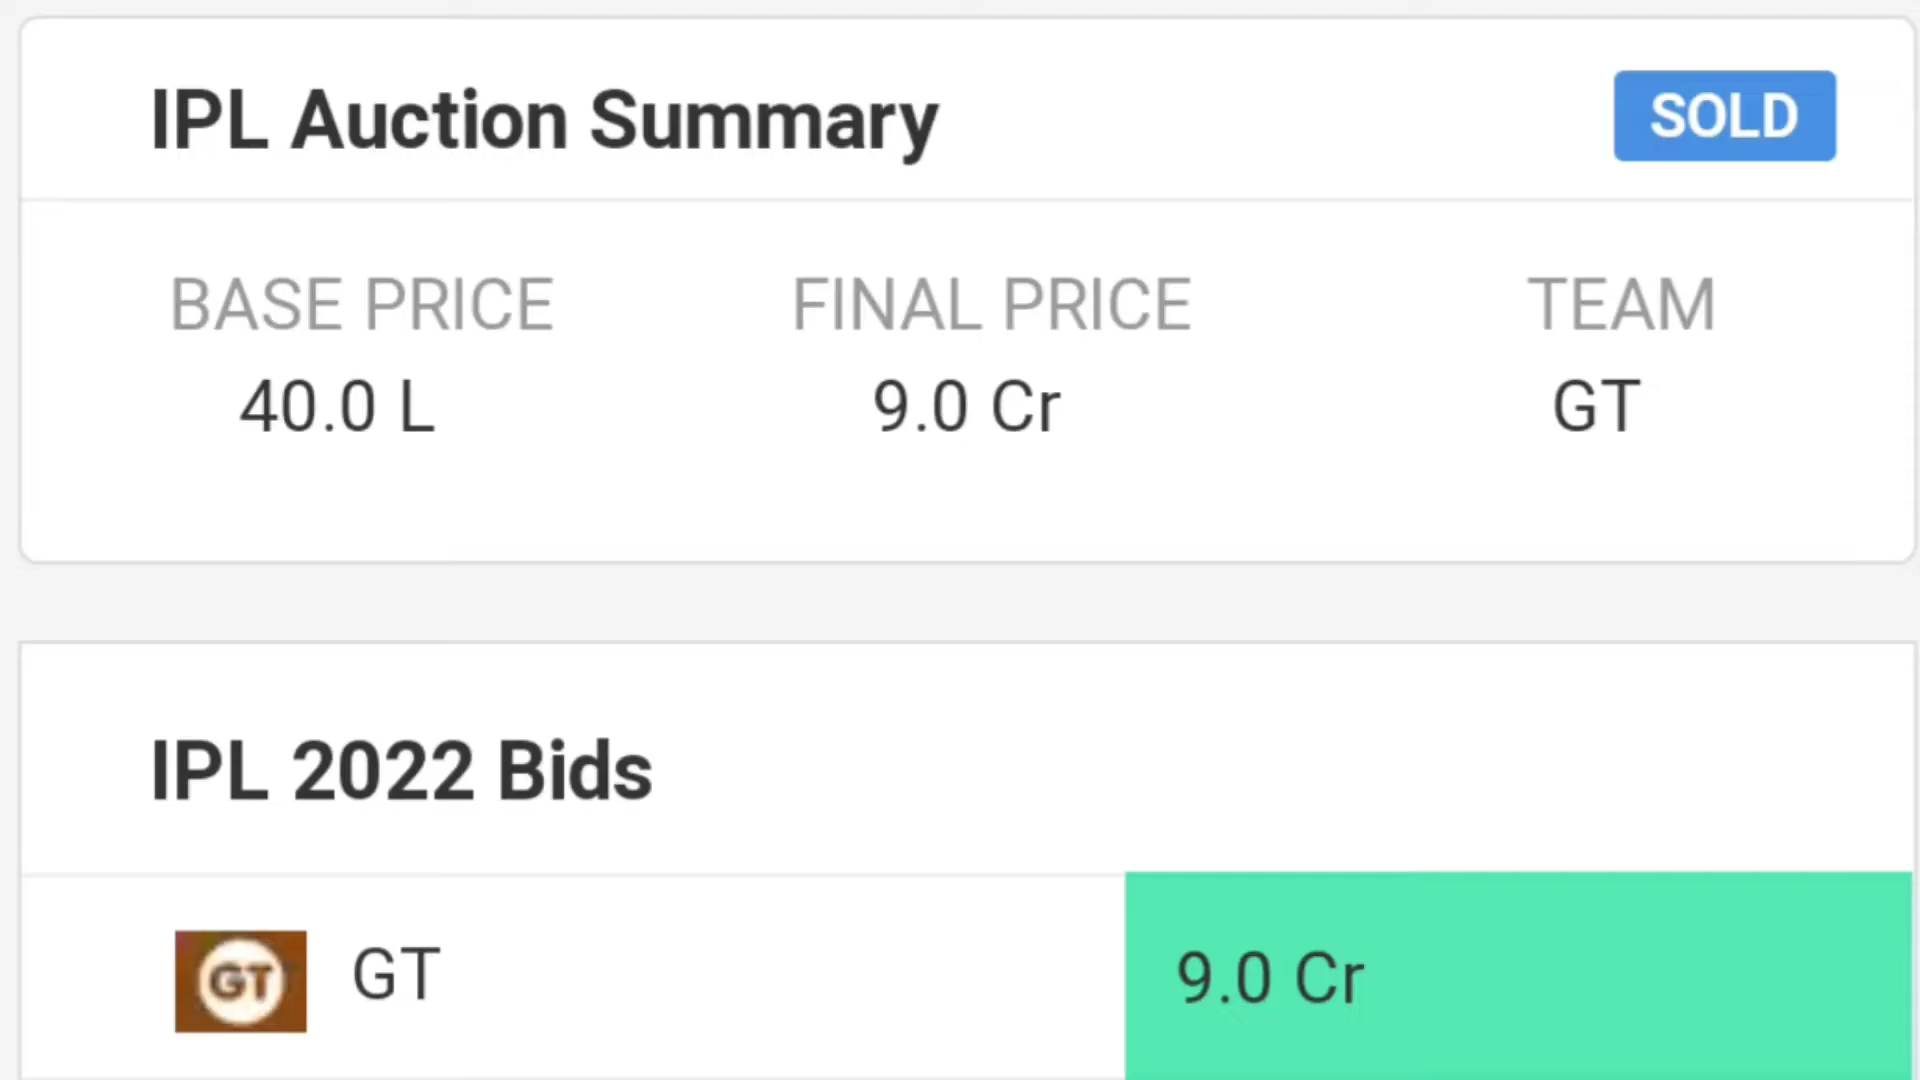 IPL Auction Summary SOLD
BASE PRICE FINAL PRICE TEAM
40.0 L 9.0 Cr GT
IPL 2022 Bids
GT GT 9.0 Cr